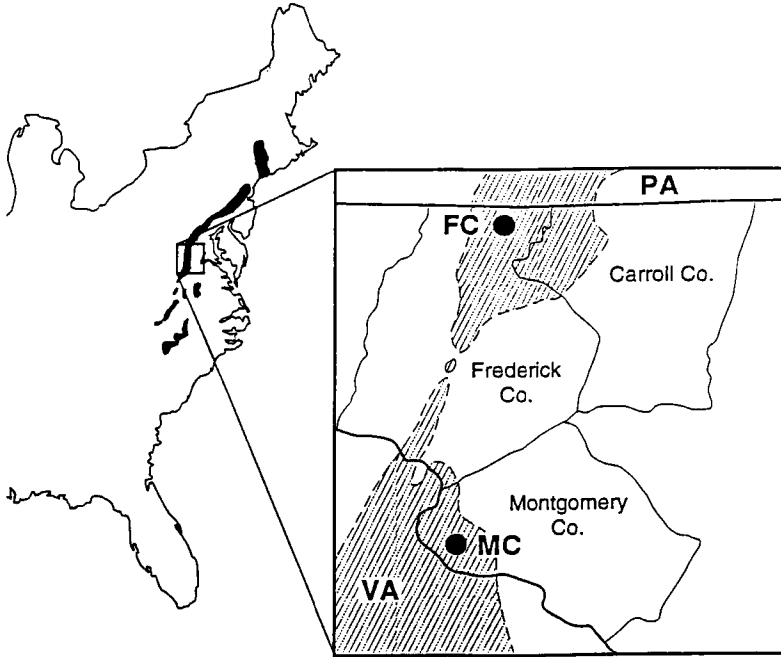 PA
FC
Carroll Co.
Frederick
Co.
Montgomery
Co.
MC
VA